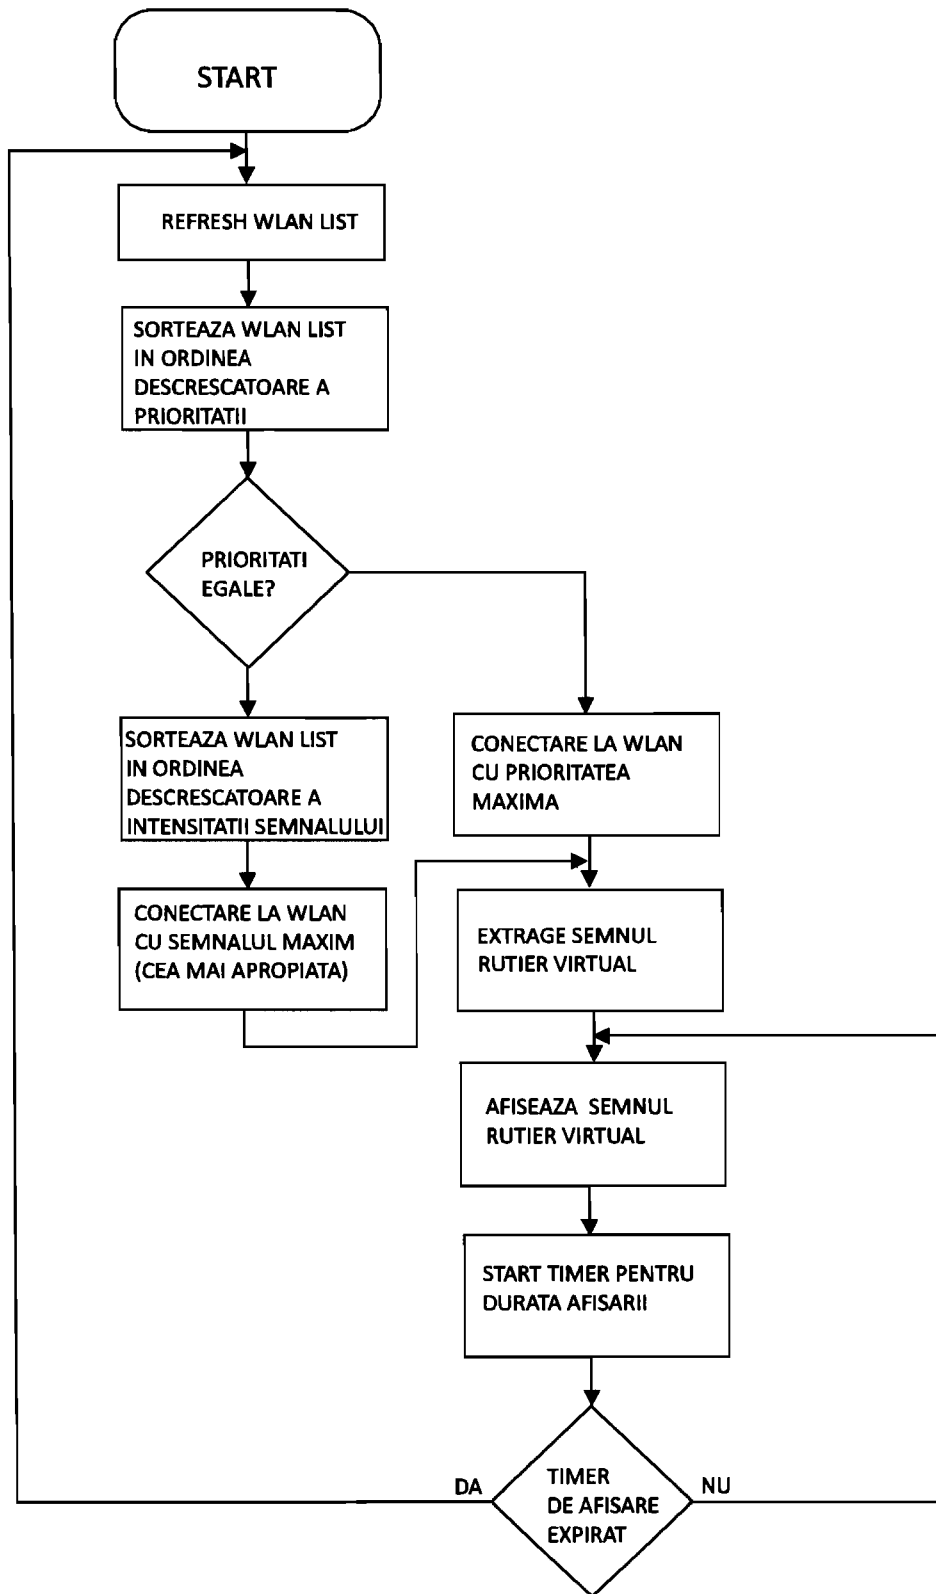 START
REFRESH WLAN LIST
SORTEAZA WLAN LIST
IN ORDINEA
DESCRESCATOARE A
PRIORITATII
PRIORITATI
EGALE?
SORTEAZA WLAN LIST
IN ORDINEA
DESCRESCATOARE A
INTENSITATII SEMNALULUI
CONECTARE LA WLAN
CU SEMNALUL MAXIM
(CEA MAI APROPIATA)
CONECTARE LA WLAN
CU PRIORITATEA
MAXIMA
EXTRAGE SEMNUL
RUTIER VIRTUAL
AFISEAZA SEMNUL
RUTIER VIRTUAL
START TIMER PENTRU
DURATA AFISARII
DA
TIMER
DE AFISARE
EXPIRAT
NU